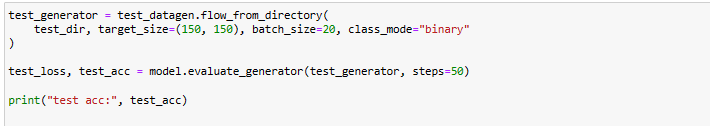 test_generator = test_datagen.flow_from_directory(
    test_dir, target_size=(150, 150), batch_size=20, class_mode="binary"
)
test_loss, test_acc = model.evaluate_generator(test_generator, steps=50)
print("test acc:", test_acc)